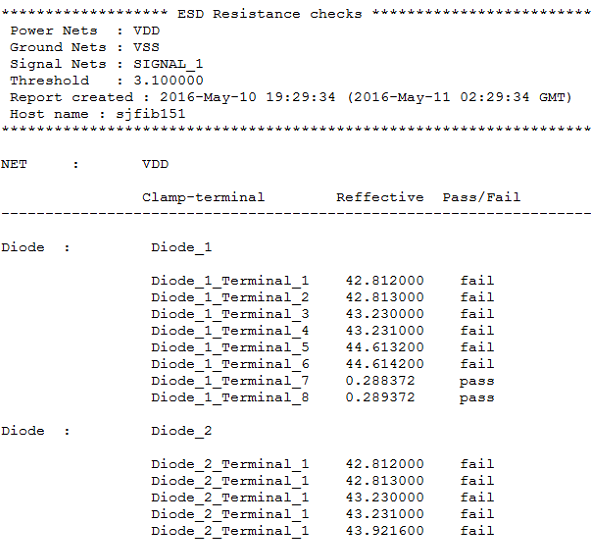 ******************* ESD Resistance checks *************************
Power Nets : VDD
Ground Nets : VSS
Signal Nets : SIGNAL_1
Threshold : 3.100000
Report created : 2016-May-10 19:29:34 (2016-May-11 02:29:34 GMT)
Host name : sjfib151
*******************************************************************
NET : VDD
Clamp-terminal Reffective Pass/Fail
-------------------------------------------------------------------
Diode : Diode_1
Diode_1_Terminal_1 42.812000 fail
Diode_1_Terminal_2 42.813000 fail
Diode_1_Terminal_3 43.230000 fail
Diode_1_Terminal_4 43.231000 fail
Diode_1_Terminal_5 44.613200 fail
Diode_1_Terminal_6 44.614200 fail
Diode_1_Terminal_7 0.288372 pass
Diode_1_Terminal_8 0.289372 pass
Diode : Diode_2
Diode_2_Terminal_1 42.812000 fail
Diode_2_Terminal_1 42.813000 fail
Diode_2_Terminal_1 43.230000 fail
Diode_2_Terminal_1 43.231000 fail
Diode_2_Terminal_1 43.921600 fail